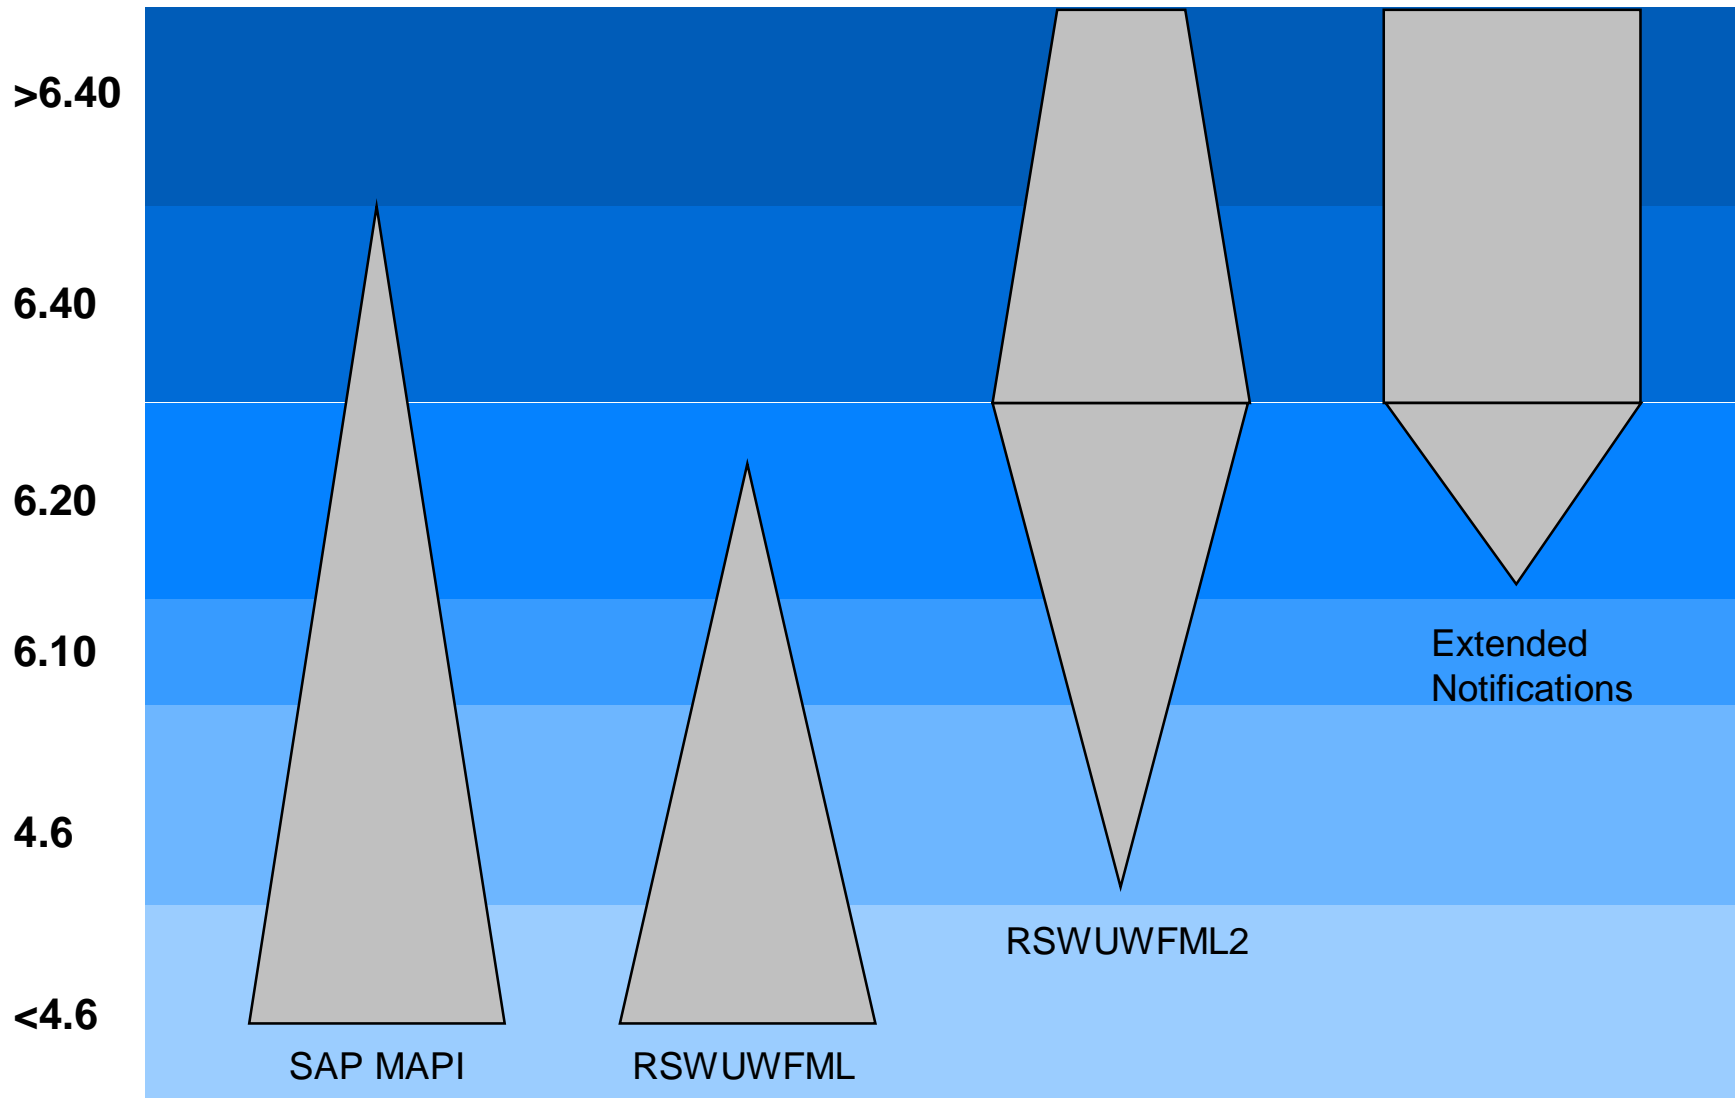 >6.40
6.40
6.20
6.10
4.6
<4.6
Extended
Notifications
RSWUWFML2
SAP MAPI
RSWUWFML